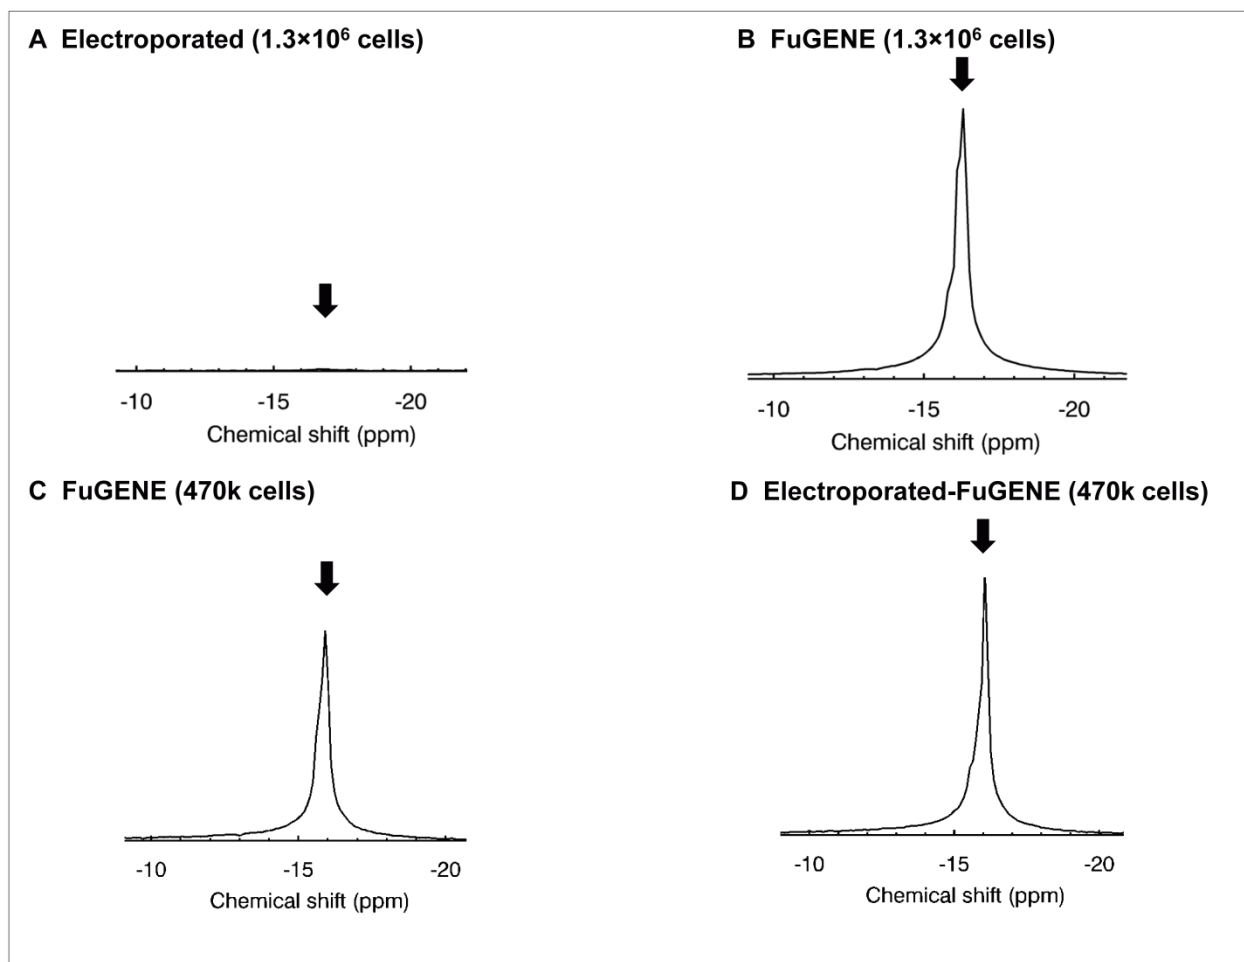 A Electroporated (1.3×10⁶ cells)
-10 -15 -20
Chemical shift (ppm)
B FuGENE (1.3×10⁶ cells)
-10 -15 -20
Chemical shift (ppm)
C FuGENE (470k cells)
-10 -15 -20
Chemical shift (ppm)
D Electroporated-FuGENE (470k cells)
-10 -15 -20
Chemical shift (ppm)